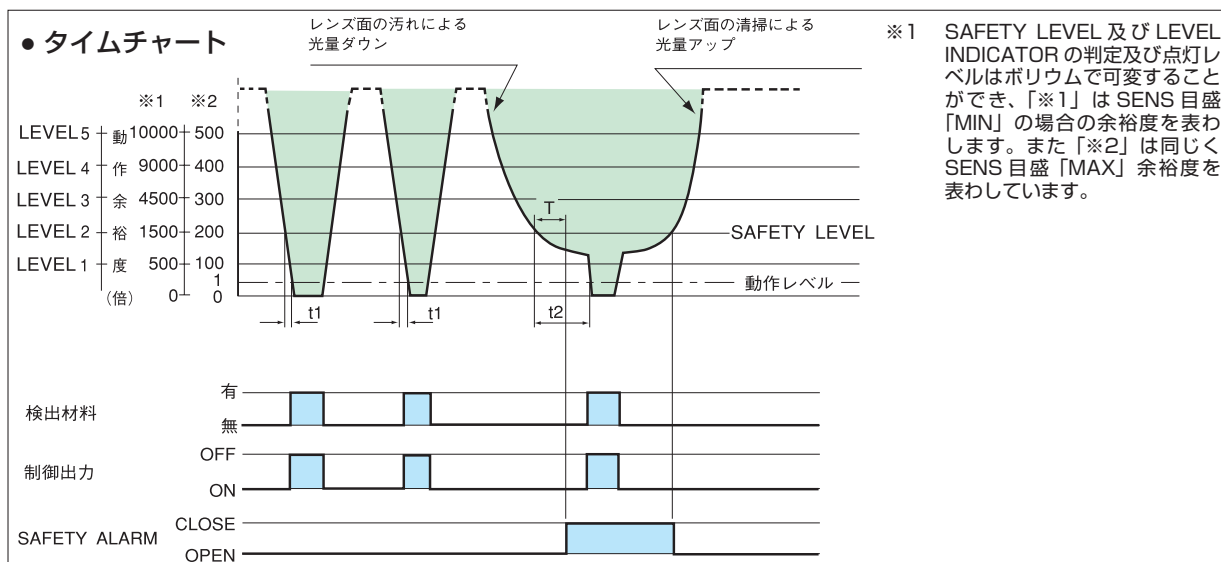 ● タイムチャート
レンズ面の汚れによる
光量ダウン
レンズ面の清掃による
光量アップ
※1 ※2
LEVEL 5 動 10000 500
LEVEL 4 作 9000 400
LEVEL 3 余 4500 300
LEVEL 2 裕 1500 200
LEVEL 1 度 500 100
1
(倍) 0 0
T
SAFETY LEVEL
動作レベル
t1
t1
t2
検出材料
有
無
制御出力
OFF
ON
SAFETY ALARM
CLOSE
OPEN
※1 SAFETY LEVEL 及び LEVEL
INDICATOR の判定及び点灯レ
ベルはボリウムで可変すること
ができ、「※1」は SENS 目盛
「MIN」の場合の余裕度を表わ
します。また「※2」は同じく
SENS 目盛「MAX」余裕度を
表わしています。